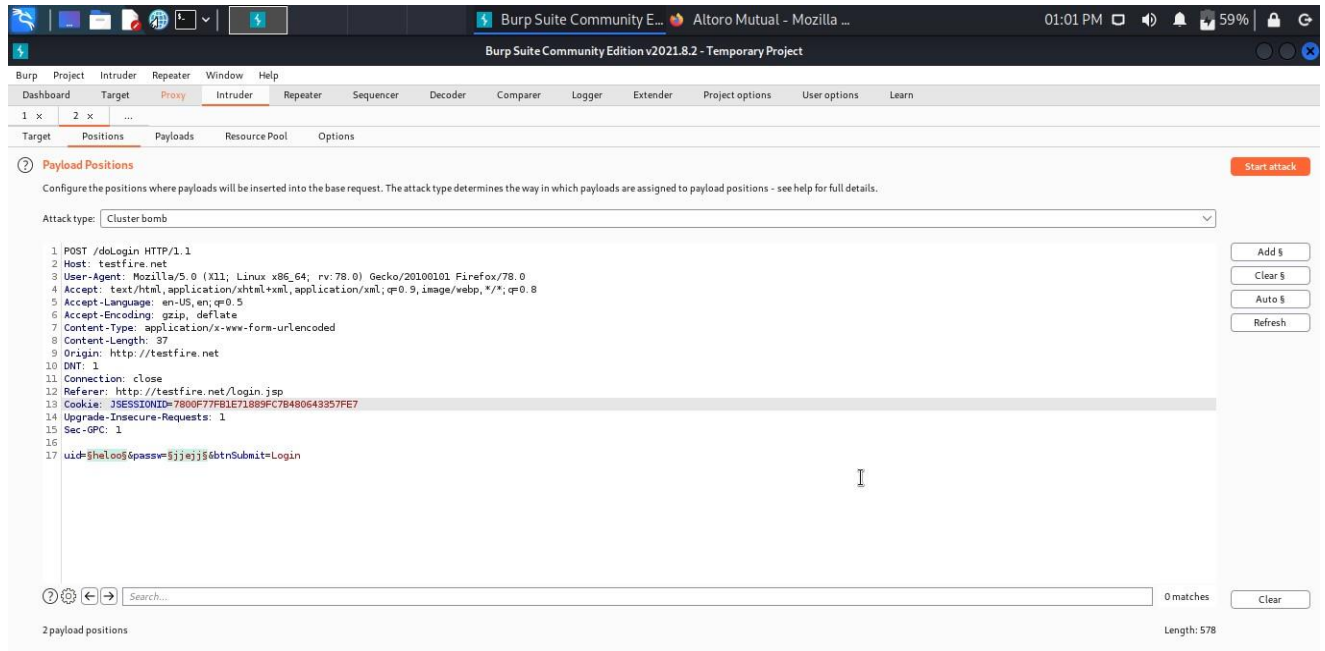 Burp Suite Community E... Altoro Mutual - Mozilla ... 01:01 PM 59%
Burp Suite Community Edition v2021.8.2 - Temporary Project
Burp Project Intruder Repeater Window Help
Dashboard Target Proxy Intruder Repeater Sequencer Decoder Comparer Logger Extender Project options User options Learn
1 × 2 × ...
Target Positions Payloads Resource Pool Options
? Payload Positions Start attack
Configure the positions where payloads will be inserted into the base request. The attack type determines the way in which payloads are assigned to payload positions - see help for full details.
Attack type: Cluster bomb
1 POST /doLogin HTTP/1.1 Add §
2 Host: testfire.net
3 User-Agent: Mozilla/5.0 (X11; Linux x86_64; rv:78.0) Gecko/20100101 Firefox/78.0 Clear §
4 Accept: text/html,application/xhtml+xml,application/xml;q=0.9,image/webp,*/*;q=0.8
5 Accept-Language: en-US,en;q=0.5 Auto §
6 Accept-Encoding: gzip, deflate
7 Content-Type: application/x-www-form-urlencoded Refresh
8 Content-Length: 37
9 Origin: http://testfire.net
10 DNT: 1
11 Connection: close
12 Referer: http://testfire.net/login.jsp
13 Cookie: JSESSIONID=7800F77FB1E71889FC7B480643357FE7
14 Upgrade-Insecure-Requests: 1
15 Sec-GPC: 1
16
17 uid=§heloo§&passw=§jjejj§&btnSubmit=Login
? Search... 0 matches Clear
2 payload positions Length: 578